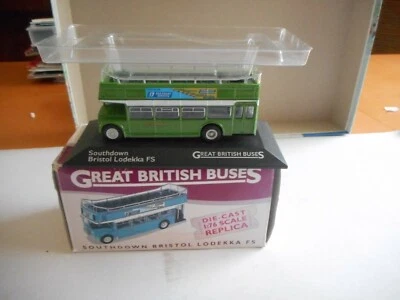 Southdown
Bristol Lodekka FS
GREAT BRITISH BUSES
GREAT BRITISH BUSES
DIE-CAST
1:76 SCALE
REPLICA
SOUTHDOWN BRISTOL LODEKKA FS